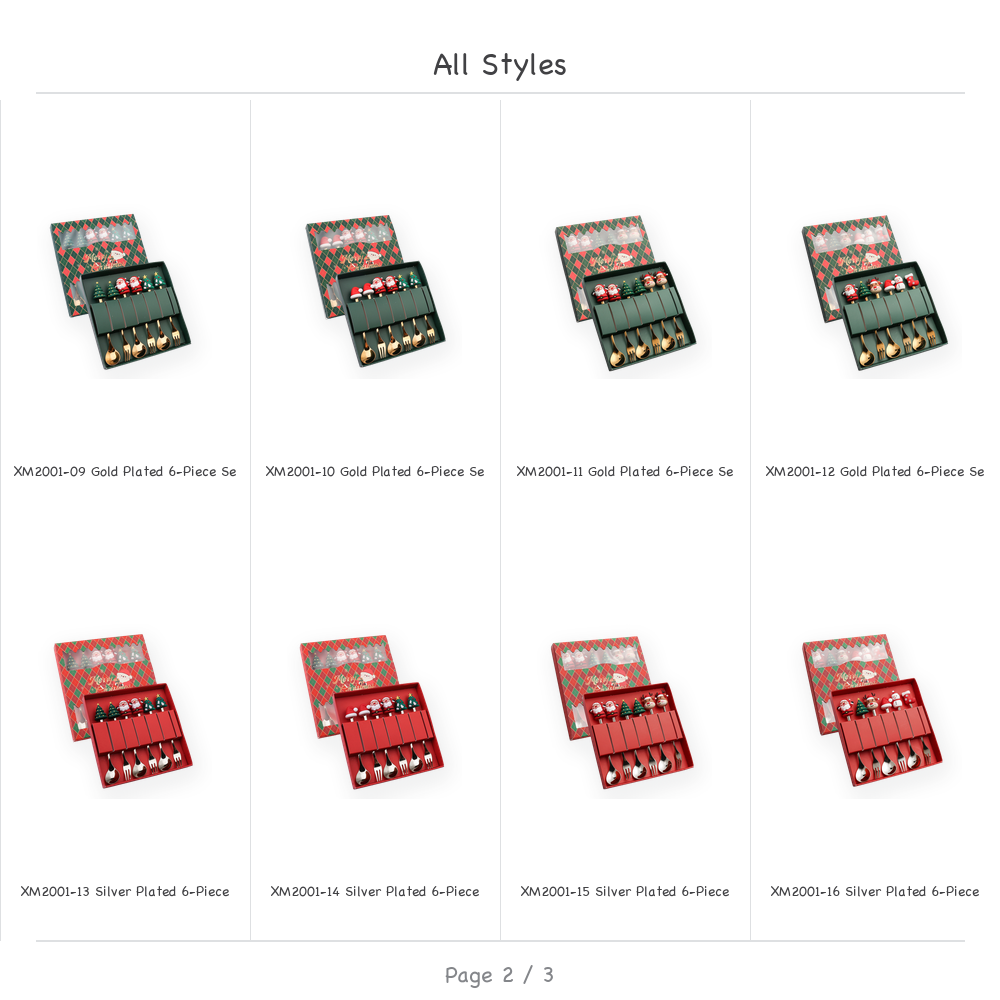 All Styles
XM2001-09 Gold Plated 6-Piece Se
XM2001-10 Gold Plated 6-Piece Se
XM2001-11 Gold Plated 6-Piece Se
XM2001-12 Gold Plated 6-Piece Se
XM2001-13 Silver Plated 6-Piece
XM2001-14 Silver Plated 6-Piece
XM2001-15 Silver Plated 6-Piece
XM2001-16 Silver Plated 6-Piece
Page 2 / 3